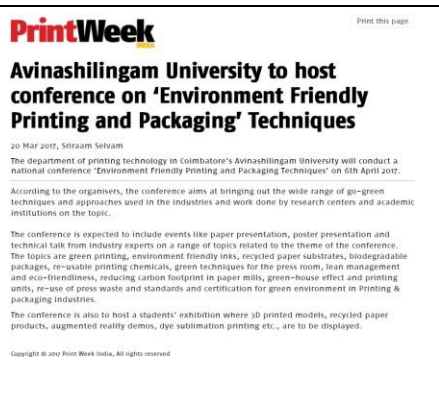 Print this page
PrintWeek
INDIA
Avinashilingam University to host
conference on ‘Environment Friendly
Printing and Packaging’ Techniques
20 Mar 2017, Sriraam Selvam
The department of printing technology in Coimbatore's Avinashilingam University will conduct a
national conference 'Environment Friendly Printing and Packaging Techniques' on 6th April 2017.
According to the organisers, the conference aims at bringing out the wide range of go-green
techniques and approaches used in the industries and work done by research centers and academic
institutions on the topic.
The conference is expected to include events like paper presentation, poster presentation and
technical talk from industry experts on a range of topics related to the theme of the conference.
The topics are green printing, environment friendly inks, recycled paper substrates, biodegradable
packages, re-usable printing chemicals, green techniques for the press room, lean management
and eco-friendliness, reducing carbon footprint in paper mills, green-house effect and printing
units, re-use of press waste and standards and certification for green environment in Printing &
packaging industries.
The conference is also to host a students' exhibition where 3D printed models, recycled paper
products, augmented reality demos, dye sublimation printing etc., are to be displayed.
Copyright © 2017 Print Week India, All rights reserved